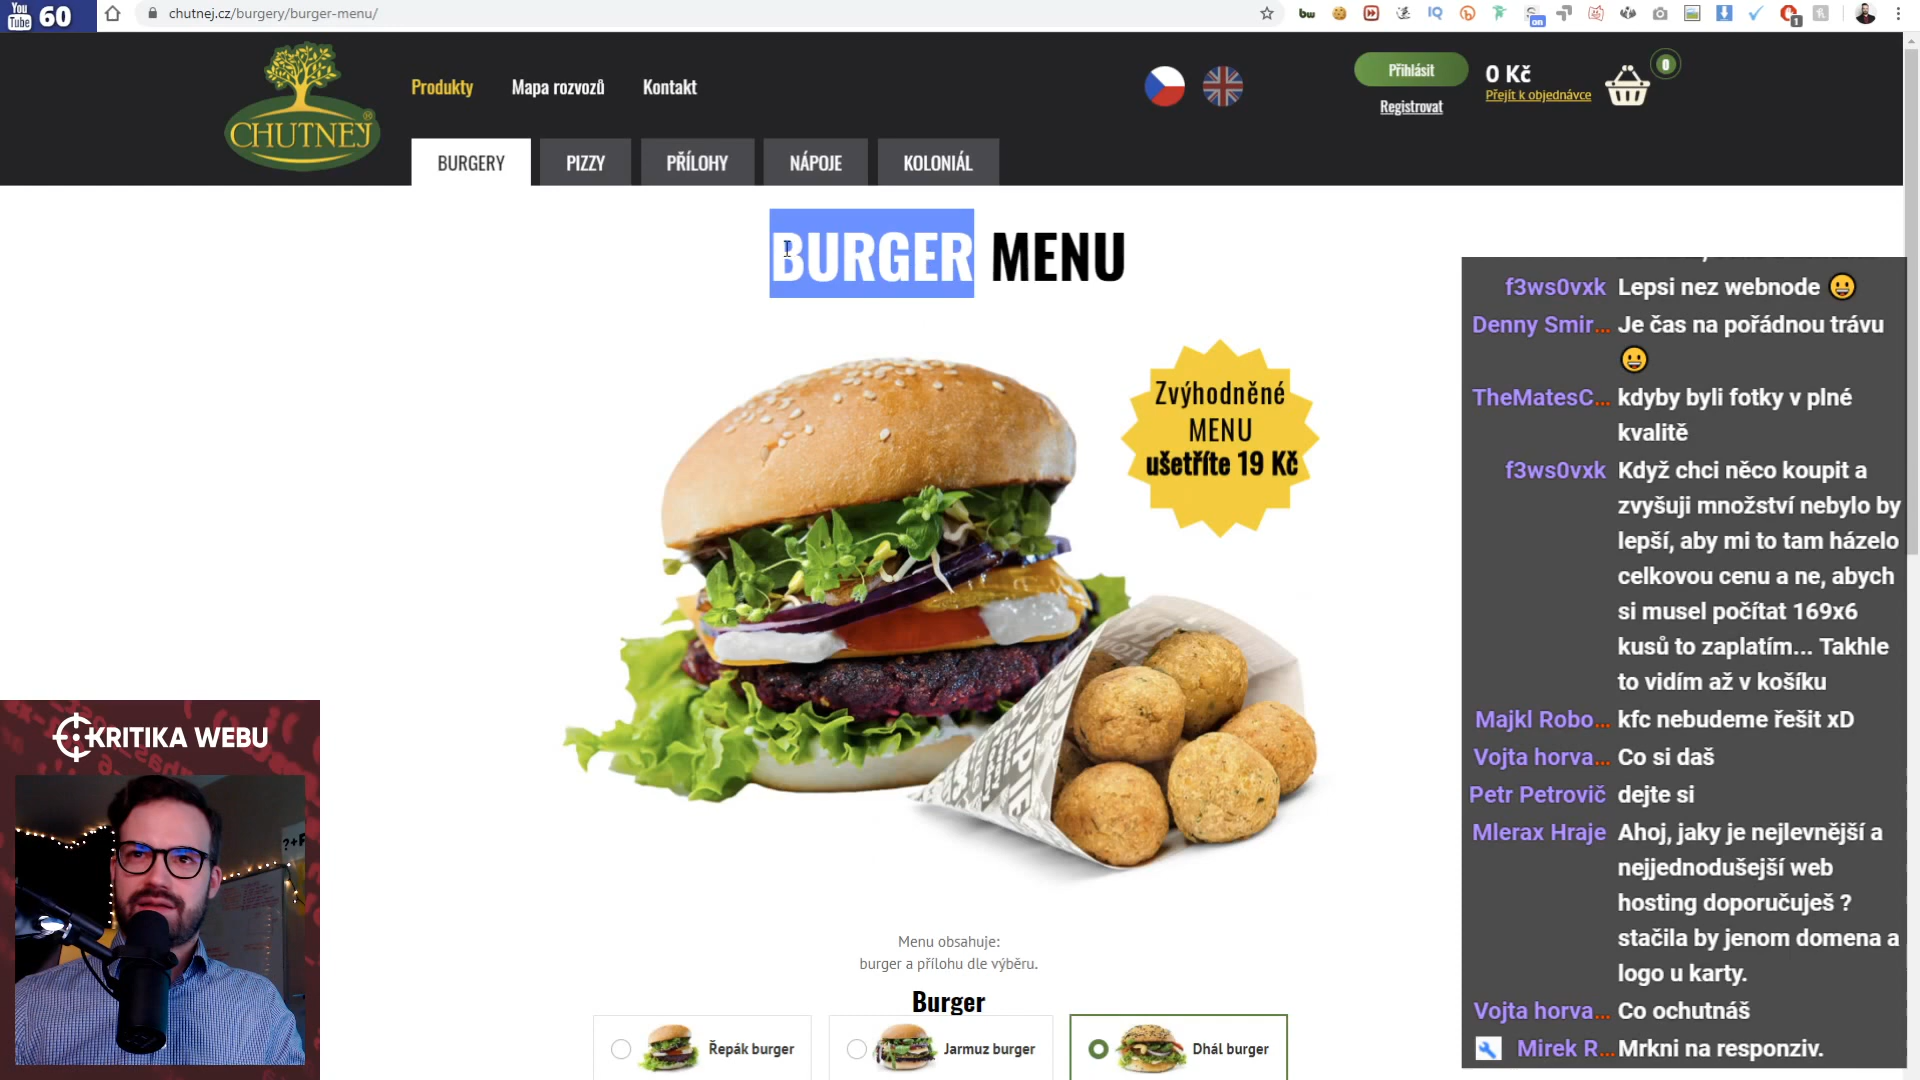 You Tube 60
chutnej.cz/burgery/burger-menu/
CHUTNEJ®
Produkty
Mapa rozvozů
Kontakt
Přihlásit
Registrovat
0 Kč
Přejít k objednávce
0
BURGERY
PIZZY
PŘÍLOHY
NÁPOJE
KOLONIÁL
BURGER MENU
Zvýhodněné
MENU
ušetříte 19 Kč
Menu obsahuje:
burger a přílohu dle výběru.
Burger
Řepák burger
Jarmuz burger
Dhál burger
KRITIKA WEBU
f3ws0vxk Lepsi nez webnode 😀
Denny Smir... Je čas na pořádnou trávu
😀
TheMatesC... kdyby byli fotky v plné
kvalitě
f3ws0vxk Když chci něco koupit a
zvyšuji množství nebylo by
lepší, aby mi to tam házelo
celkovou cenu a ne, abych
si musel počítat 169x6
kusů to zaplatím... Takhle
to vidím až v košíku
Majkl Robo... kfc nebudeme řešit xD
Vojta horva... Co si daš
Petr Petrovič dejte si
Mlerax Hraje Ahoj, jaky je nejlevnější a
nejjednodušejší web
hosting doporučuješ ?
stačila by jenom domena a
logo u karty.
Vojta horva... Co ochutnáš
Mirek R... Mrkni na responziv.